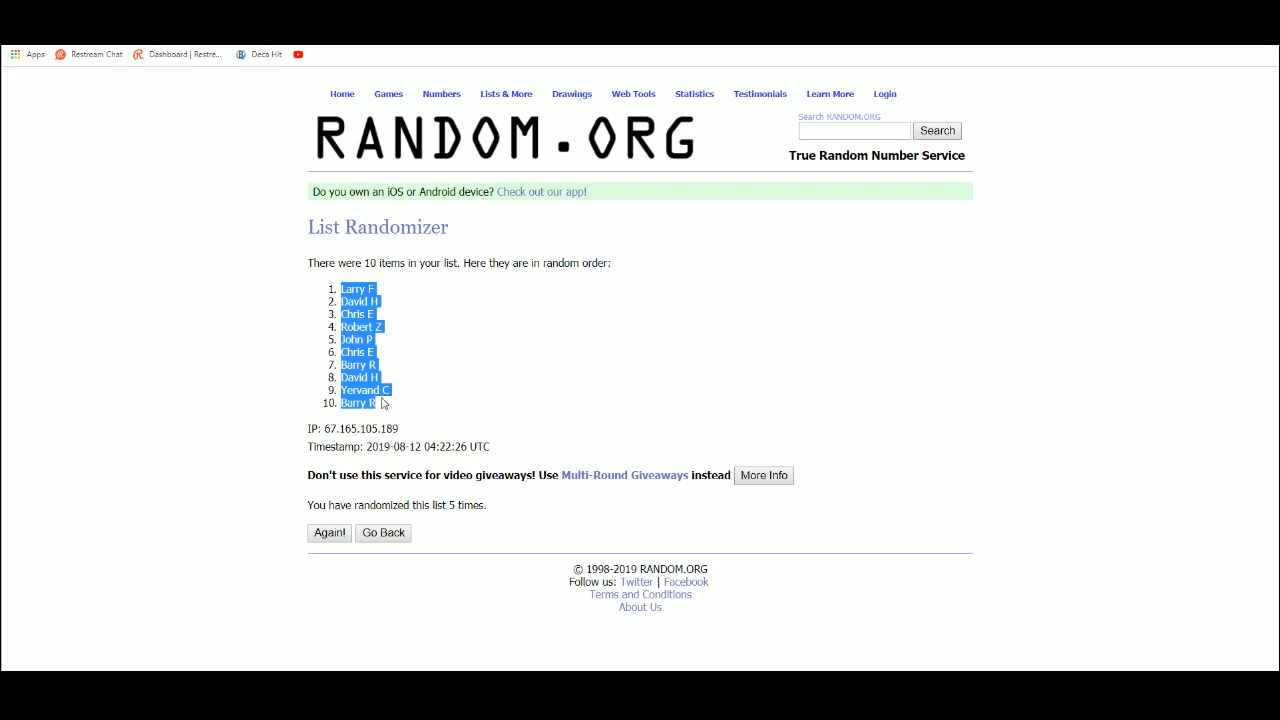 Apps Restream Chat Dashboard | Restre... Deca Hit
Home Games Numbers Lists & More Drawings Web Tools Statistics Testimonials Learn More Login
RANDOM.ORG
Search RANDOM.ORG
Search
True Random Number Service
Do you own an iOS or Android device? Check out our app!
List Randomizer
There were 10 items in your list. Here they are in random order:
1. Larry F
2. David H
3. Chris E
4. Robert Z
5. John P
6. Chris E
7. Barry R
8. David H
9. Yervand C
10. Barry R
IP: 67.165.105.189
Timestamp: 2019-08-12 04:22:26 UTC
Don't use this service for video giveaways! Use Multi-Round Giveaways instead More Info
You have randomized this list 5 times.
Again! Go Back
© 1998-2019 RANDOM.ORG
Follow us: Twitter | Facebook
Terms and Conditions
About Us